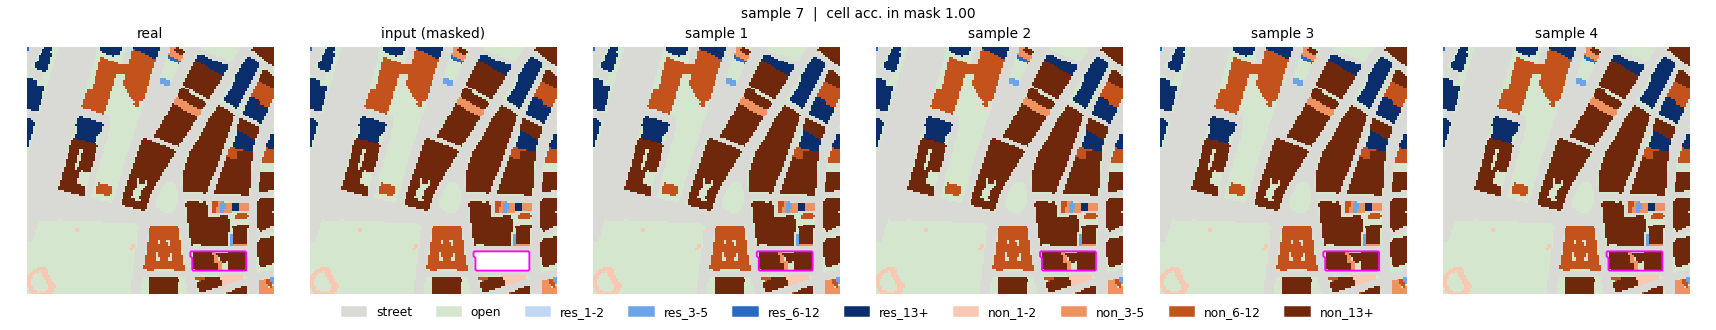 sample 7  |  cell acc. in mask 1.00
real
input (masked)
sample 1
sample 2
sample 3
sample 4
street
open
res_1-2
res_3-5
res_6-12
res_13+
non_1-2
non_3-5
non_6-12
non_13+